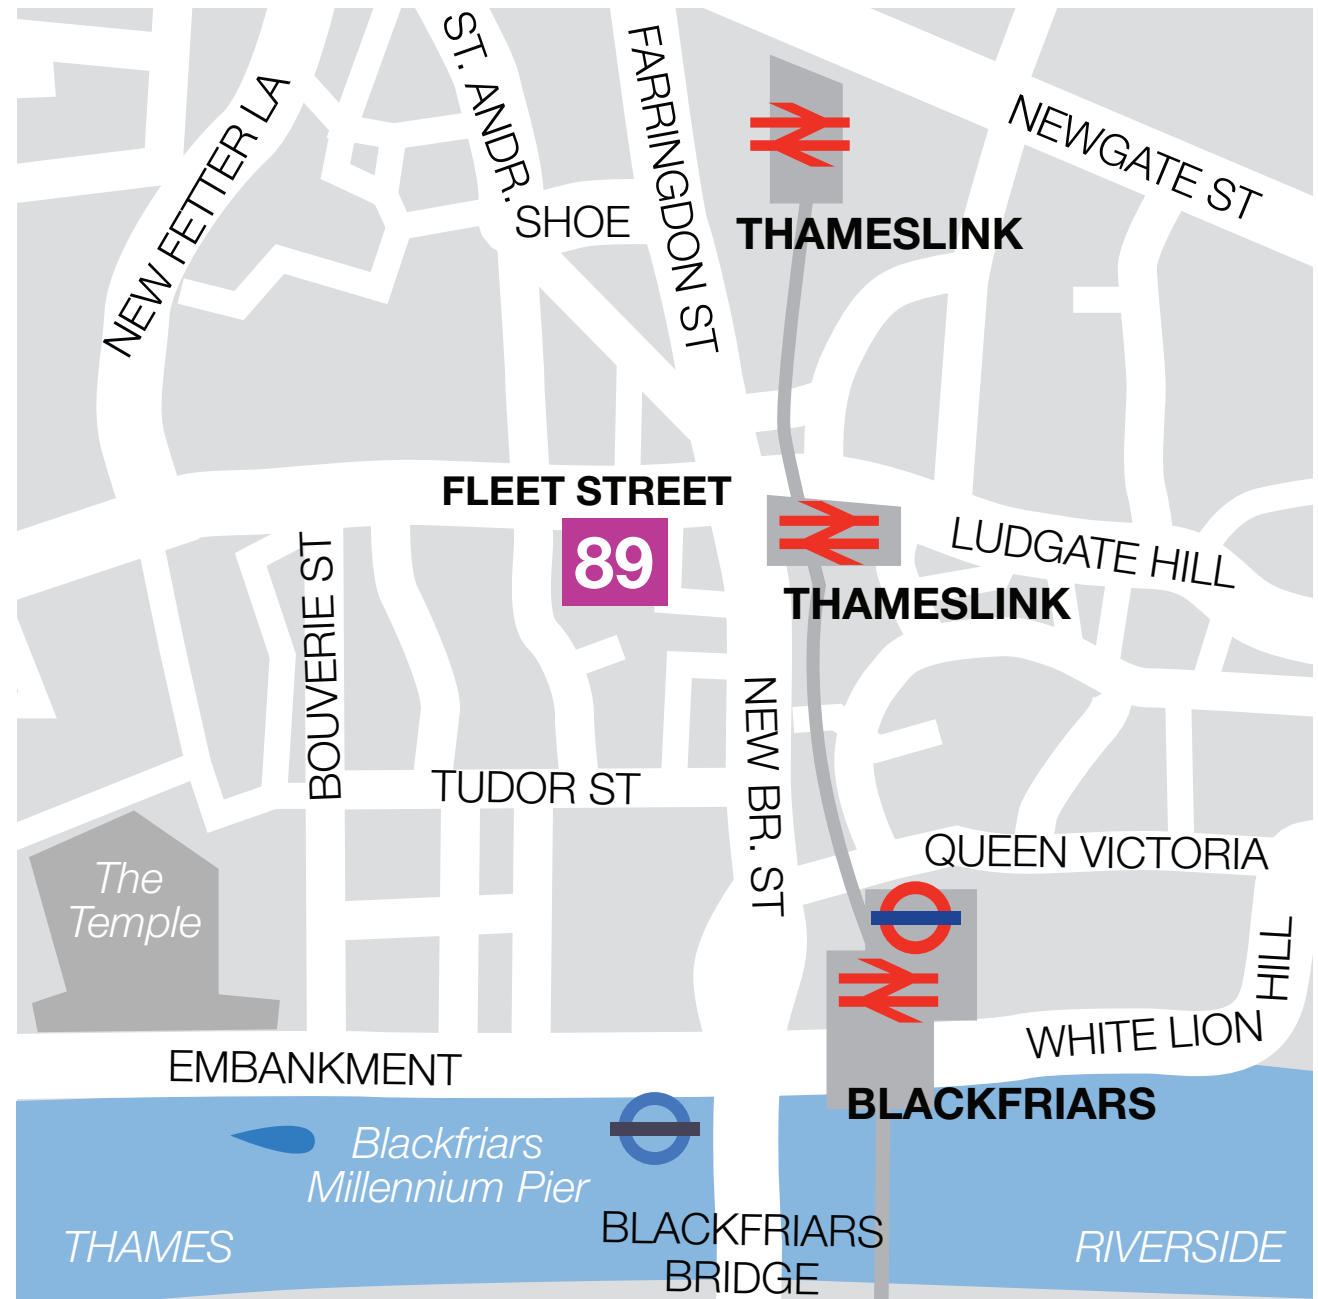 ST. ANDR.
FARRINGDON ST
NEW FETTER LA
NEWGATE ST
SHOE
THAMESLINK
FLEET STREET
89
LUDGATE HILL
THAMESLINK
BOUVERIE ST
NEW BR. ST
TUDOR ST
QUEEN VICTORIA
The
Temple
HILL
WHITE LION
EMBANKMENT
BLACKFRIARS
Blackfriars
Millennium Pier
THAMES
BLACKFRIARS
BRIDGE
RIVERSIDE